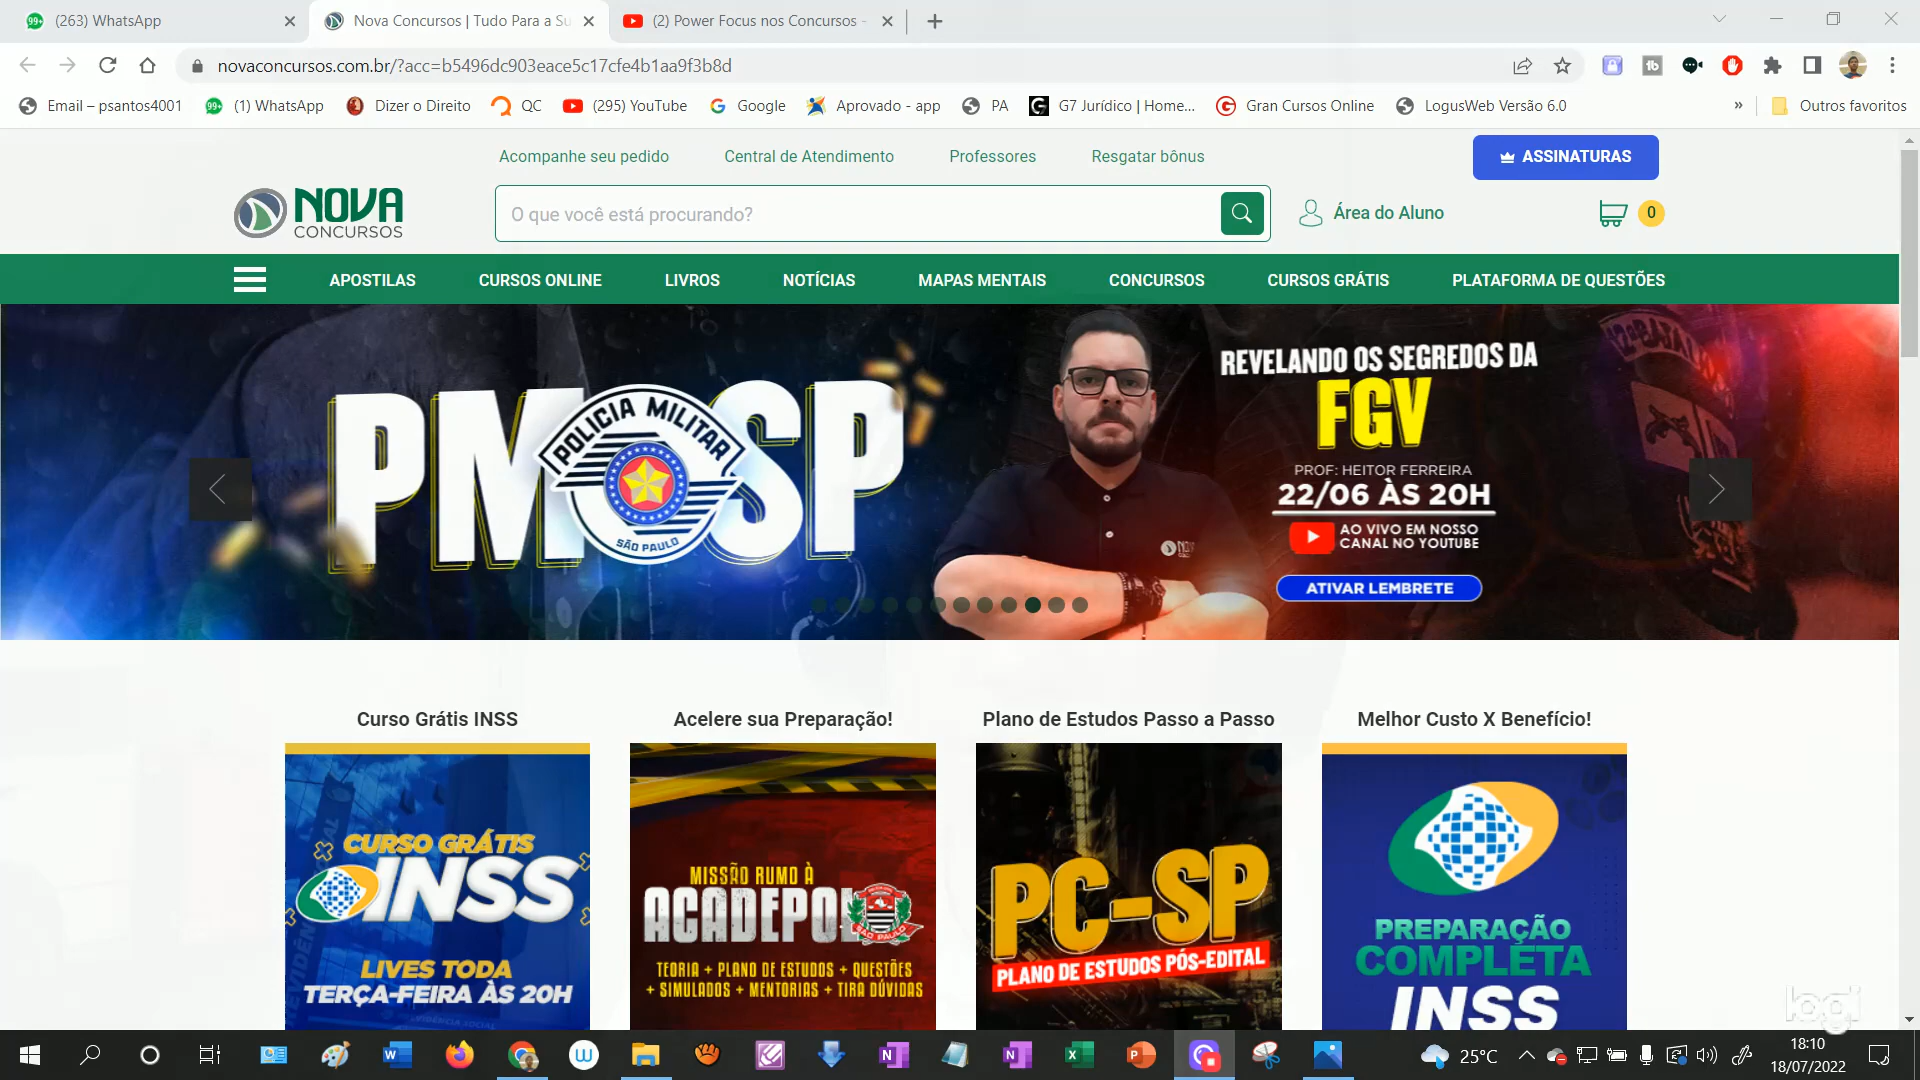 (263) WhatsApp
Nova Concursos | Tudo Para a Su
(2) Power Focus nos Concursos -
novaconcursos.com.br/?acc=b5496dc903eace5c17cfe4b1aa9f3b8d
Email – psantos4001
(1) WhatsApp
Dizer o Direito
QC
(295) YouTube
Google
Aprovado - app
PA
G7 Jurídico | Home...
Gran Cursos Online
LogusWeb Versão 6.0
»
Outros favoritos
Acompanhe seu pedido
Central de Atendimento
Professores
Resgatar bônus
ASSINATURAS
NOVA
CONCURSOS
O que você está procurando?
Área do Aluno
0
APOSTILAS
CURSOS ONLINE
LIVROS
NOTÍCIAS
MAPAS MENTAIS
CONCURSOS
CURSOS GRÁTIS
PLATAFORMA DE QUESTÕES
PM SP
POLICIA MILITAR
SÃO PAULO
REVELANDO OS SEGREDOS DA
FGV
PROF: HEITOR FERREIRA
22/06 ÀS 20H
AO VIVO EM NOSSO
CANAL NO YOUTUBE
ATIVAR LEMBRETE
Curso Grátis INSS
Acelere sua Preparação!
Plano de Estudos Passo a Passo
Melhor Custo X Benefício!
CURSO GRÁTIS
INSS
LIVES TODA
TERÇA-FEIRA ÀS 20H
MISSÃO RUMO À
ACADEPOL
SÃO PAULO
TEORIA + PLANO DE ESTUDOS + QUESTÕES
+ SIMULADOS + MENTORIAS + TIRA DÚVIDAS
PC-SP
PLANO DE ESTUDOS PÓS-EDITAL
PREPARAÇÃO
COMPLETA
INSS
logi
25°C
18:10
18/07/2022